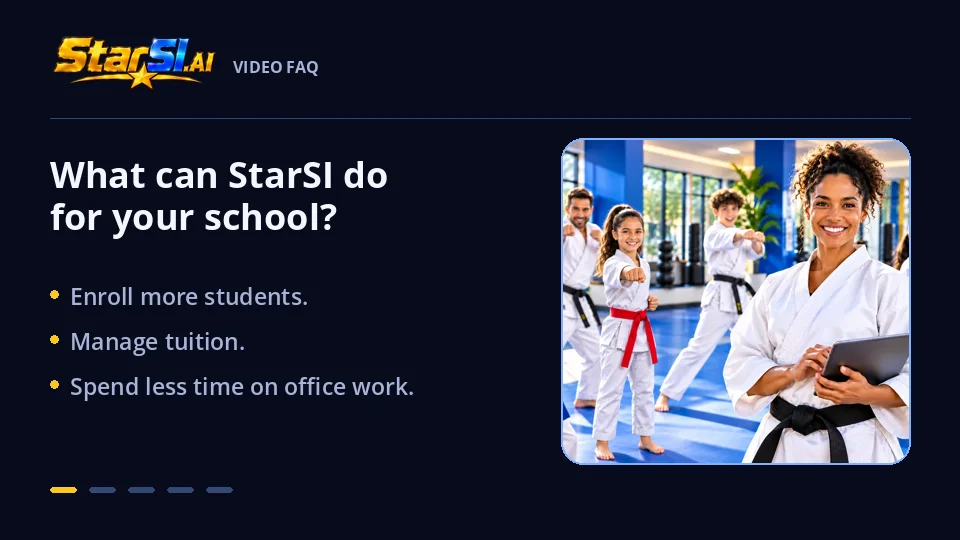 StarSI.AI
VIDEO FAQ
What can StarSI do
for your school?
Enroll more students.
Manage tuition.
Spend less time on office work.